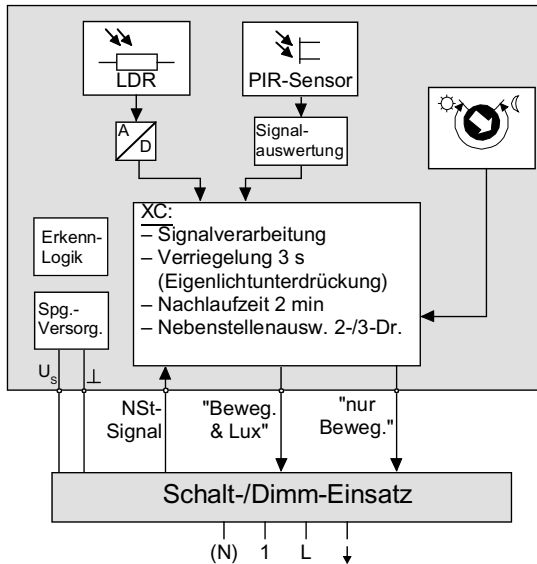 LDR
PIR-Sensor
A
D
Signal-
auswertung
XC:
– Signalverarbeitung
– Verriegelung 3 s
(Eigenlichtunterdrückung)
– Nachlaufzeit 2 min
– Nebenstellenausw. 2-/3-Dr.
Erkenn-
Logik
Spg.-
Versorg.
US
⊥
NSt-
Signal
"Beweg.
& Lux"
"nur
Beweg."
Schalt-/Dimm-Einsatz
(N) 1 L